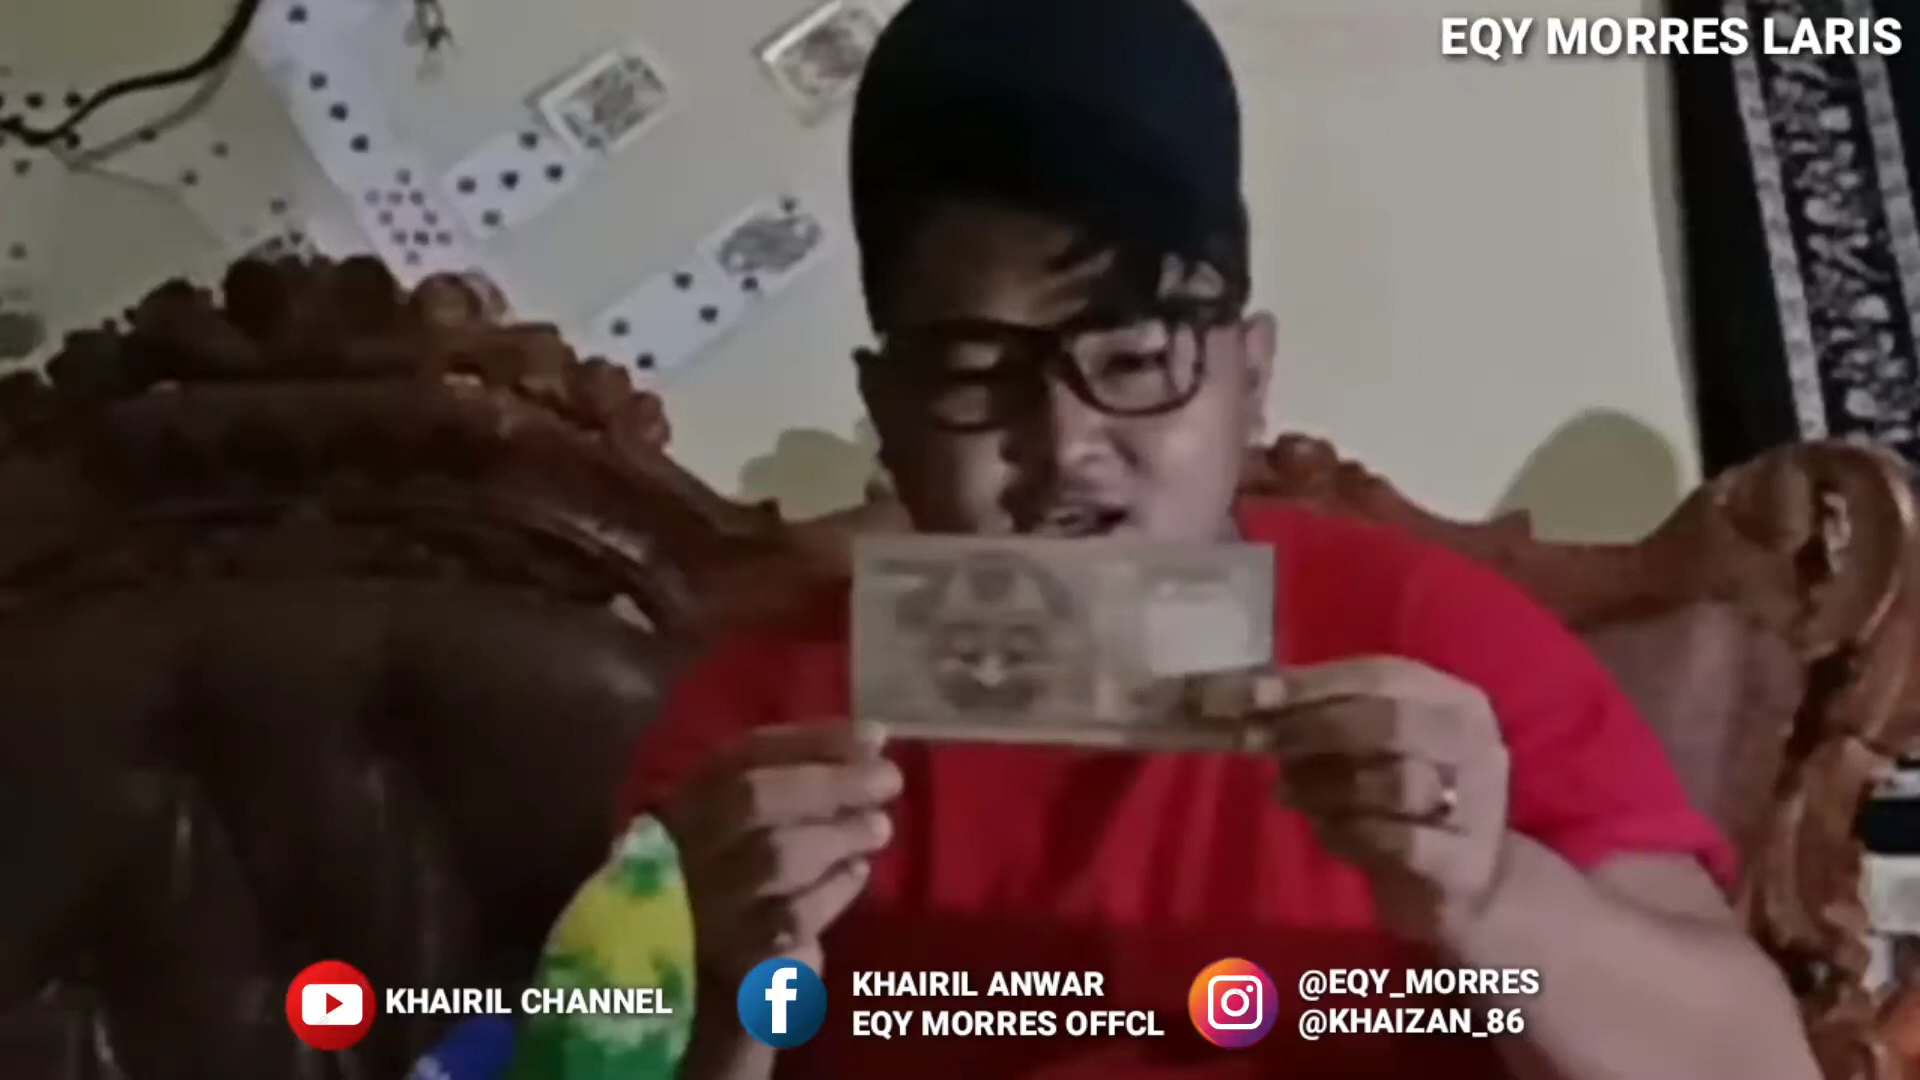 EQY MORRES LARIS
KHAIRIL CHANNEL
KHAIRIL ANWAR
EQY MORRES OFFCL
@EQY_MORRES
@KHAIZAN_86